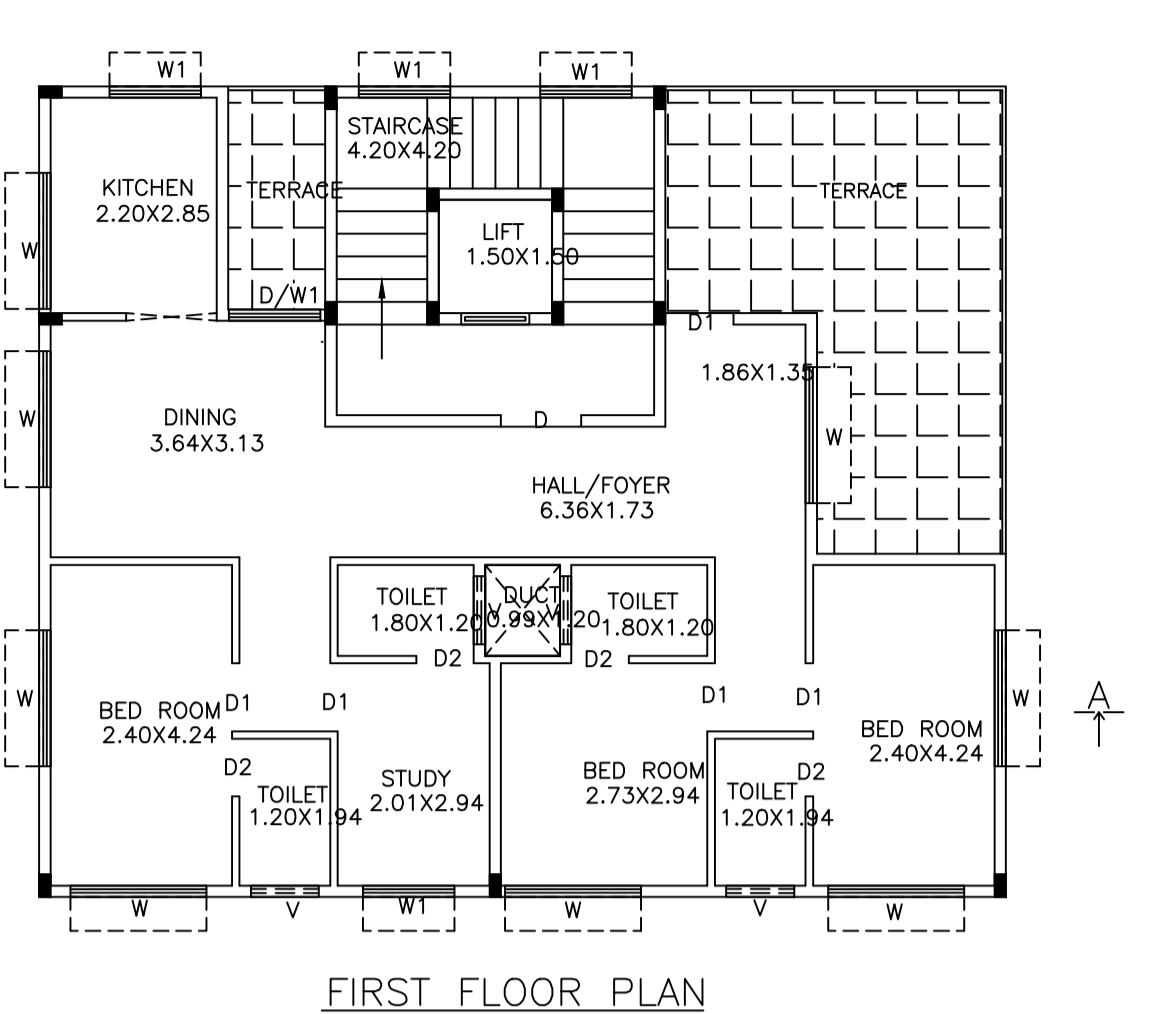 W1
W1
W1
STAIRCASE
4.20X4.20
KITCHEN
2.20X2.85
TERRACE
TERRACE
LIFT
1.50X1.50
W
D/W1
D1
1.86X1.35
W
DINING
3.64X3.13
D
W
HALL/FOYER
6.36X1.73
TOILET
1.80X1.20
DUCT
0.99X1.20
V
V
TOILET
1.80X1.20
D2
D2
W
BED ROOM
2.40X4.24
D1
D1
D1
D1
BED ROOM
2.40X4.24
W
A
D2
TOILET
1.20X1.94
STUDY
2.01X2.94
BED ROOM
2.73X2.94
TOILET
1.20X1.94
D2
W
V
W1
W
V
W
FIRST FLOOR PLAN